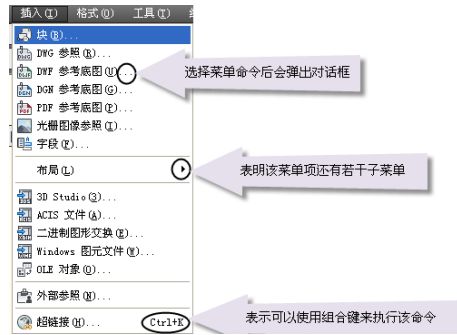 插入(I) 格式(O) 工具(T)
块(B)...
DWG 参照(R)...
DWF 参考底图(U)...
选择菜单命令后会弹出对话框
DGN 参考底图(G)...
PDF 参考底图(P)...
光栅图像参照(I)...
字段(F)...
布局(L)
表明该菜单项还有若干子菜单
3D Studio(3)...
ACIS 文件(A)...
二进制图形交换(E)...
Windows 图元文件(W)...
OLE 对象(O)...
外部参照(N)...
超链接(H)... Ctrl+K
表示可以使用组合键来执行该命令